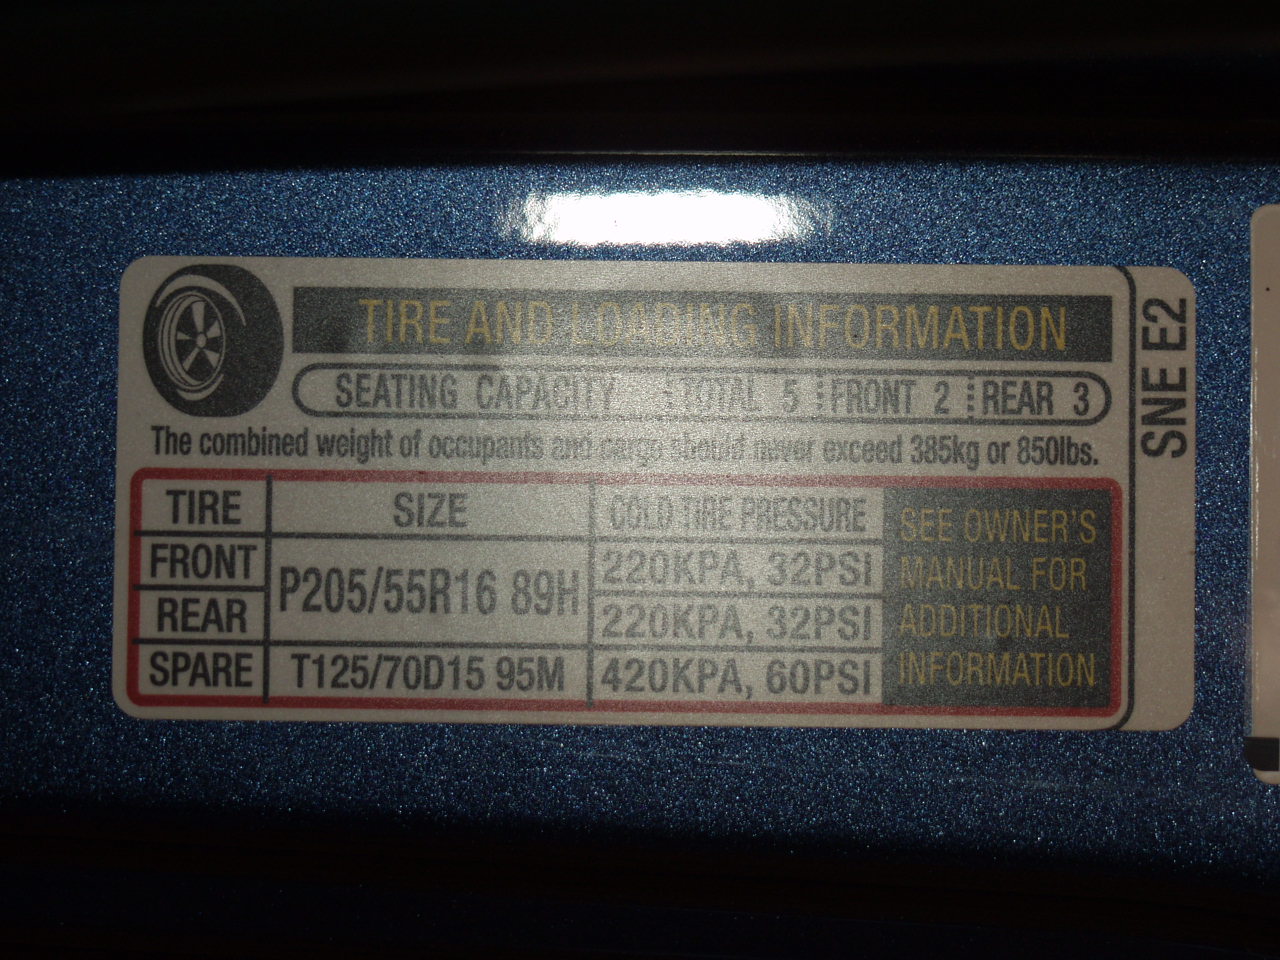 TIRE AND LOADING INFORMATION
SEATING CAPACITY TOTAL 5 FRONT 2 REAR 3
The combined weight of occupants and cargo should never exceed 385kg or 850lbs.
TIRE SIZE COLD TIRE PRESSURE
FRONT P205/55R16 89H 220KPA, 32PSI
REAR 220KPA, 32PSI
SPARE T125/70D15 95M 420KPA, 60PSI
SEE OWNER'S
MANUAL FOR
ADDITIONAL
INFORMATION
SNE E2